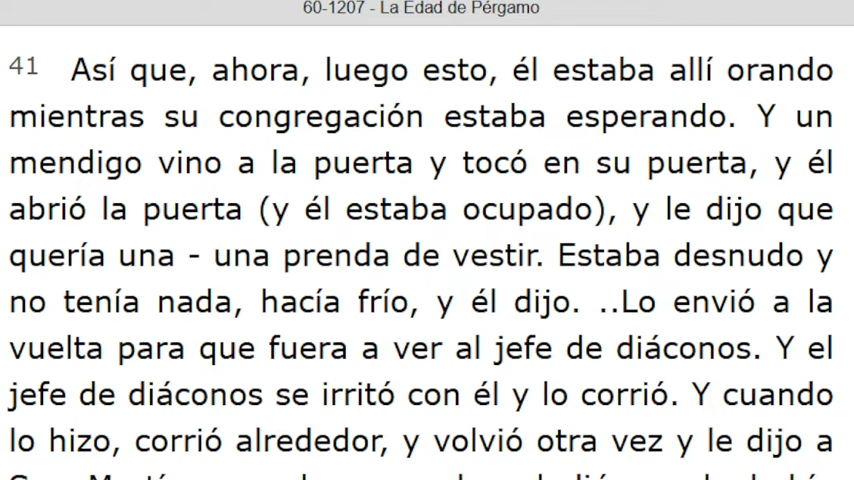 60-1207 - La Edad de Pérgamo
41 Así que, ahora, luego esto, él estaba allí orando
mientras su congregación estaba esperando. Y un
mendigo vino a la puerta y tocó en su puerta, y él
abrió la puerta (y él estaba ocupado), y le dijo que
quería una - una prenda de vestir. Estaba desnudo y
no tenía nada, hacía frío, y él dijo. ..Lo envió a la
vuelta para que fuera a ver al jefe de diáconos. Y el
jefe de diáconos se irritó con él y lo corrió. Y cuando
lo hizo, corrió alrededor, y volvió otra vez y le dijo a